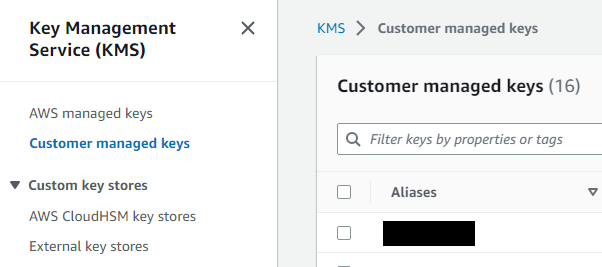 Key Management
Service (KMS)
AWS managed keys
Customer managed keys
Custom key stores
AWS CloudHSM key stores
External key stores
KMS > Customer managed keys
Customer managed keys (16)
Filter keys by properties or tags
Aliases